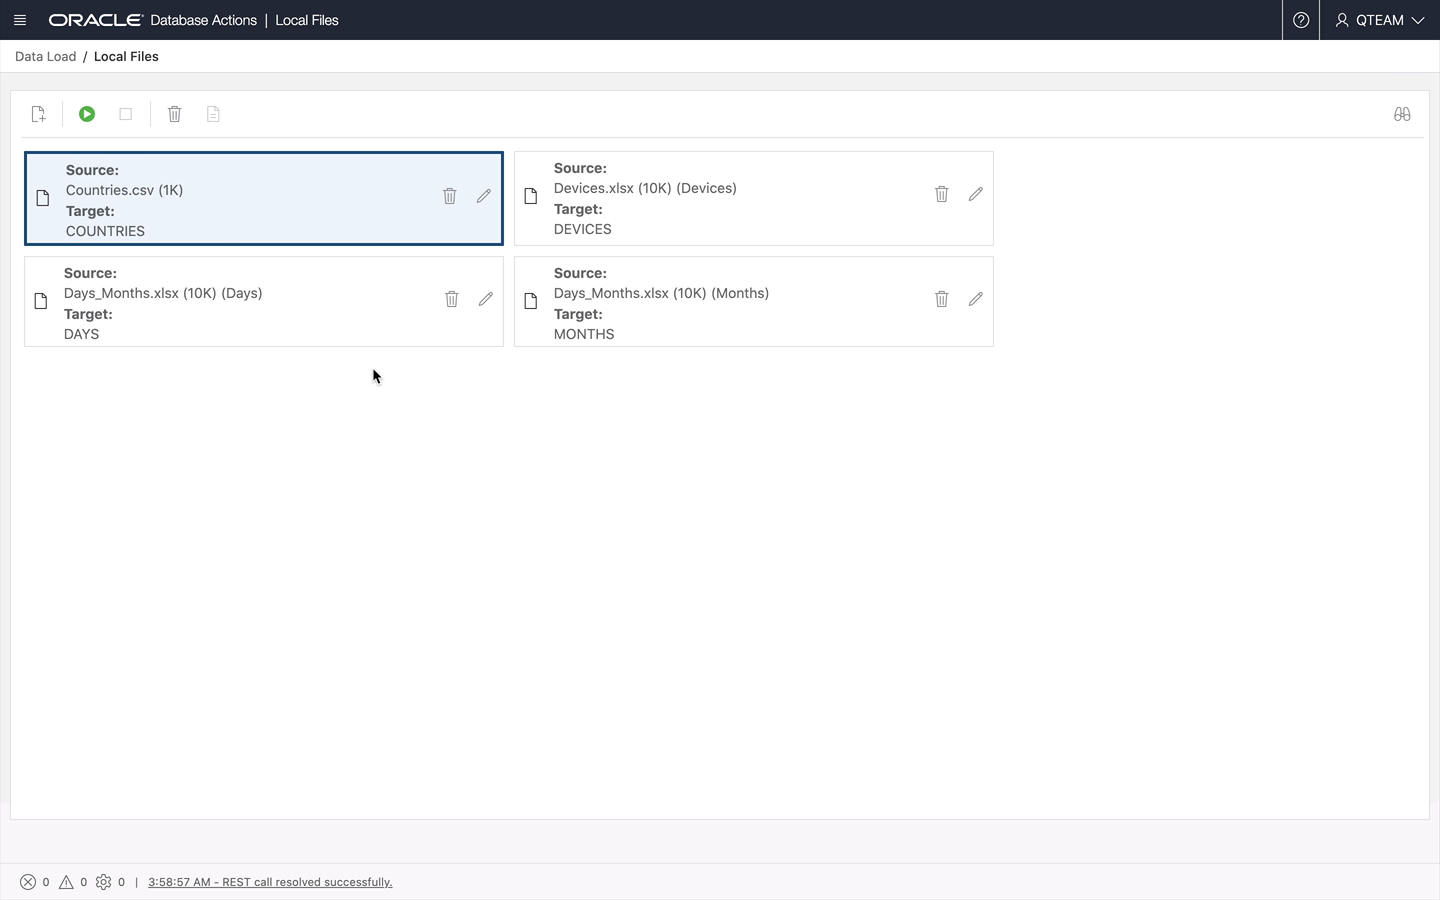 ORACLE Database Actions | Local Files
QTEAM
Data Load / Local Files
Source:
Countries.csv (1K)
Target:
COUNTRIES
Source:
Devices.xlsx (10K) (Devices)
Target:
DEVICES
Source:
Days_Months.xlsx (10K) (Days)
Target:
DAYS
Source:
Days_Months.xlsx (10K) (Months)
Target:
MONTHS
0 0 0 | 3:58:57 AM - REST call resolved successfully.